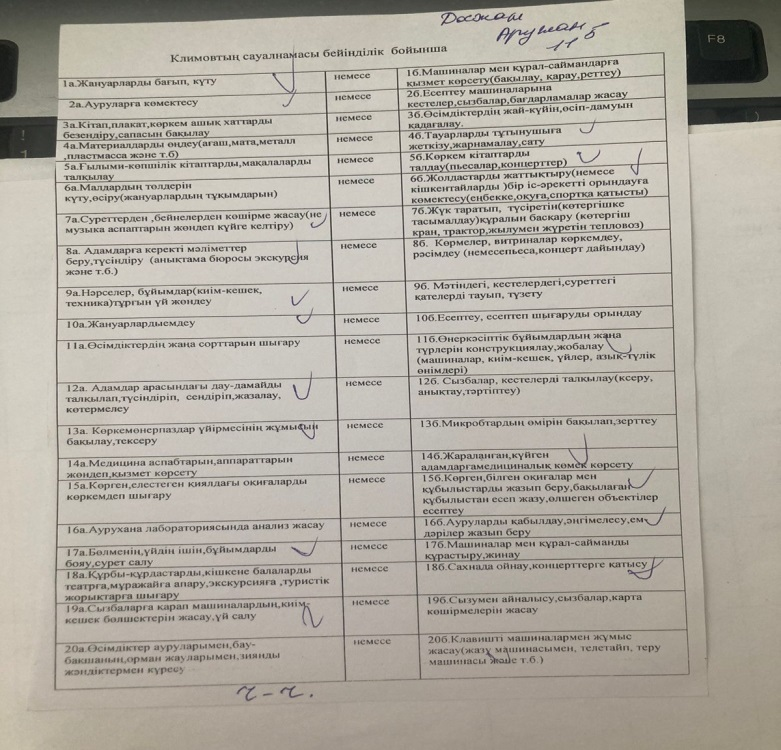 Досжан
Аружан
11 б
F8
Климовтың сауалнамасы бейінділік бойынша
1а.Жануарларды бағып, күту
немесе
1б.Машиналар мен құрал-саймандарға
қызмет көрсету(бақылау, қарау,реттеу)
2а.Ауруларға көмектесу
немесе
2б.Есептеу машиналарына
кестелер,сызбалар,бағдарламалар жасау
3а.Кітап,плакат,көркем ашық хаттарды
безендіру,сапасын бақылау
немесе
3б.Өсімдіктердің жай-күйін,өсіп-дамуын
қадағалау.
4а.Материалдарды өңдеу(ағаш,мата,металл
,пластмасса және т.б)
немесе
4б.Тауарларды тұтынушыға
жеткізу,жарнамалау,сату
5а.Ғылыми-көпшілік кітаптарды,мақалаларды
талқылау
немесе
5б.Көркем кітаптарды
талдау(пьесалар,концерттер)
6а.Малдардың төлдерін
күту,өсіру(жануарлардың тұқымдарын)
немесе
6б.Жолдастарды жаттықтыру(немесе
кішкентайларды )бір іс-әрекетті орындауға
көмектесу(еңбекке,оқуға,спортқа қатысты)
7а.Суреттерден ,бейнелерден көшірме жасау(не
музыка аспаптарын жөндеп күйге келтіру)
немесе
7б.Жүк таратып, түсіретін(көтергішке
тасымалдау)құралын басқару (көтергіш
кран, трактор,жылумен жүретін тепловоз)
8а. Адамдарға керекті мәліметтер
беру,түсіндіру (анықтама бюросы экскурсия
және т.б.)
немесе
8б. Көрмелер, витриналар көркемдеу,
рәсімдеу (немесепьеса,концерт дайындау)
9а.Нәрселер, бұйымдар(киім-кешек,
техника)тұрғын үй жөндеу
немесе
9б. Мәтіндегі, кестелердегі,суреттегі
қателерді тауып, түзету
10а.Жануарлардыемдеу
немесе
10б.Есептеу, есептеп шығаруды орындау
11а.Өсімдіктердің жаңа сорттарын шығару
немесе
11б.Өнеркәсіптік бұйымдардың жаңа
түрлерін конструкциялау,жобалау
(машиналар, киім-кешек, үйлер, азық-түлік
өнімдері)
12а. Адамдар арасындағы дау-дамайды
талқылап,түсіндіріп, сендіріп,жазалау,
көтермелеу
немесе
12б. Сызбалар, кестелерді талқылау(ксеру,
анықтау,тәртіптеу)
13а. Көркемөнерпаздар үйірмесінің жұмысын
бақылау,тексеру
немесе
13б.Микробтардың өмірін бақылап,зерттеу
14а.Медицина аспабтарын,аппараттарын
жөндеп,қызмет көрсету
немесе
14б.Жараланған,күйген
адамдарғамедициналық көмек көрсету
15а.Көрген,елестеген қиялдағы оқиғаларды
көркемдеп шығару
немесе
15б.Көрген,білген оқиғалар мен
құбылыстарды жазып беру,бақылаған
құбылыстан есеп жазу,өлшеген объектілер
есептеу
16а.Аурухана лабораториясында анализ жасау
немесе
16б.Ауруларды қабылдау,әңгімелесу,ем
дәрілер жазып беру
17а.Бөлменің,үйдің ішін,бұйымдарды
бояу,сурет салу
немесе
17б.Машиналар мен құрал-сайманды
құрастыру,жинау
18а.Құрбы-құрдастарды,кішкене балаларды
театрға,мұражайға апару,экскурсияға ,туристік
жорықтарға шығару
немесе
18б.Сахнада ойнау,концерттерге қатысу
19а.Сызбаларға қарап машиналардың,киім-
кешек бөлшектерін жасау,үй салу
немесе
19б.Сызумен айналысу,сызбалар,карта
көшірмелерін жасау
20а.Өсімдіктер ауруларымен,бау-
бақшаның,орман жауларымен,зиянды
жәндіктермен күресу
немесе
20б.Клавишті машиналармен жұмыс
жасау(жазу машинасымен, телетайп, теру
машинасы және т.б.)
ч-ч.